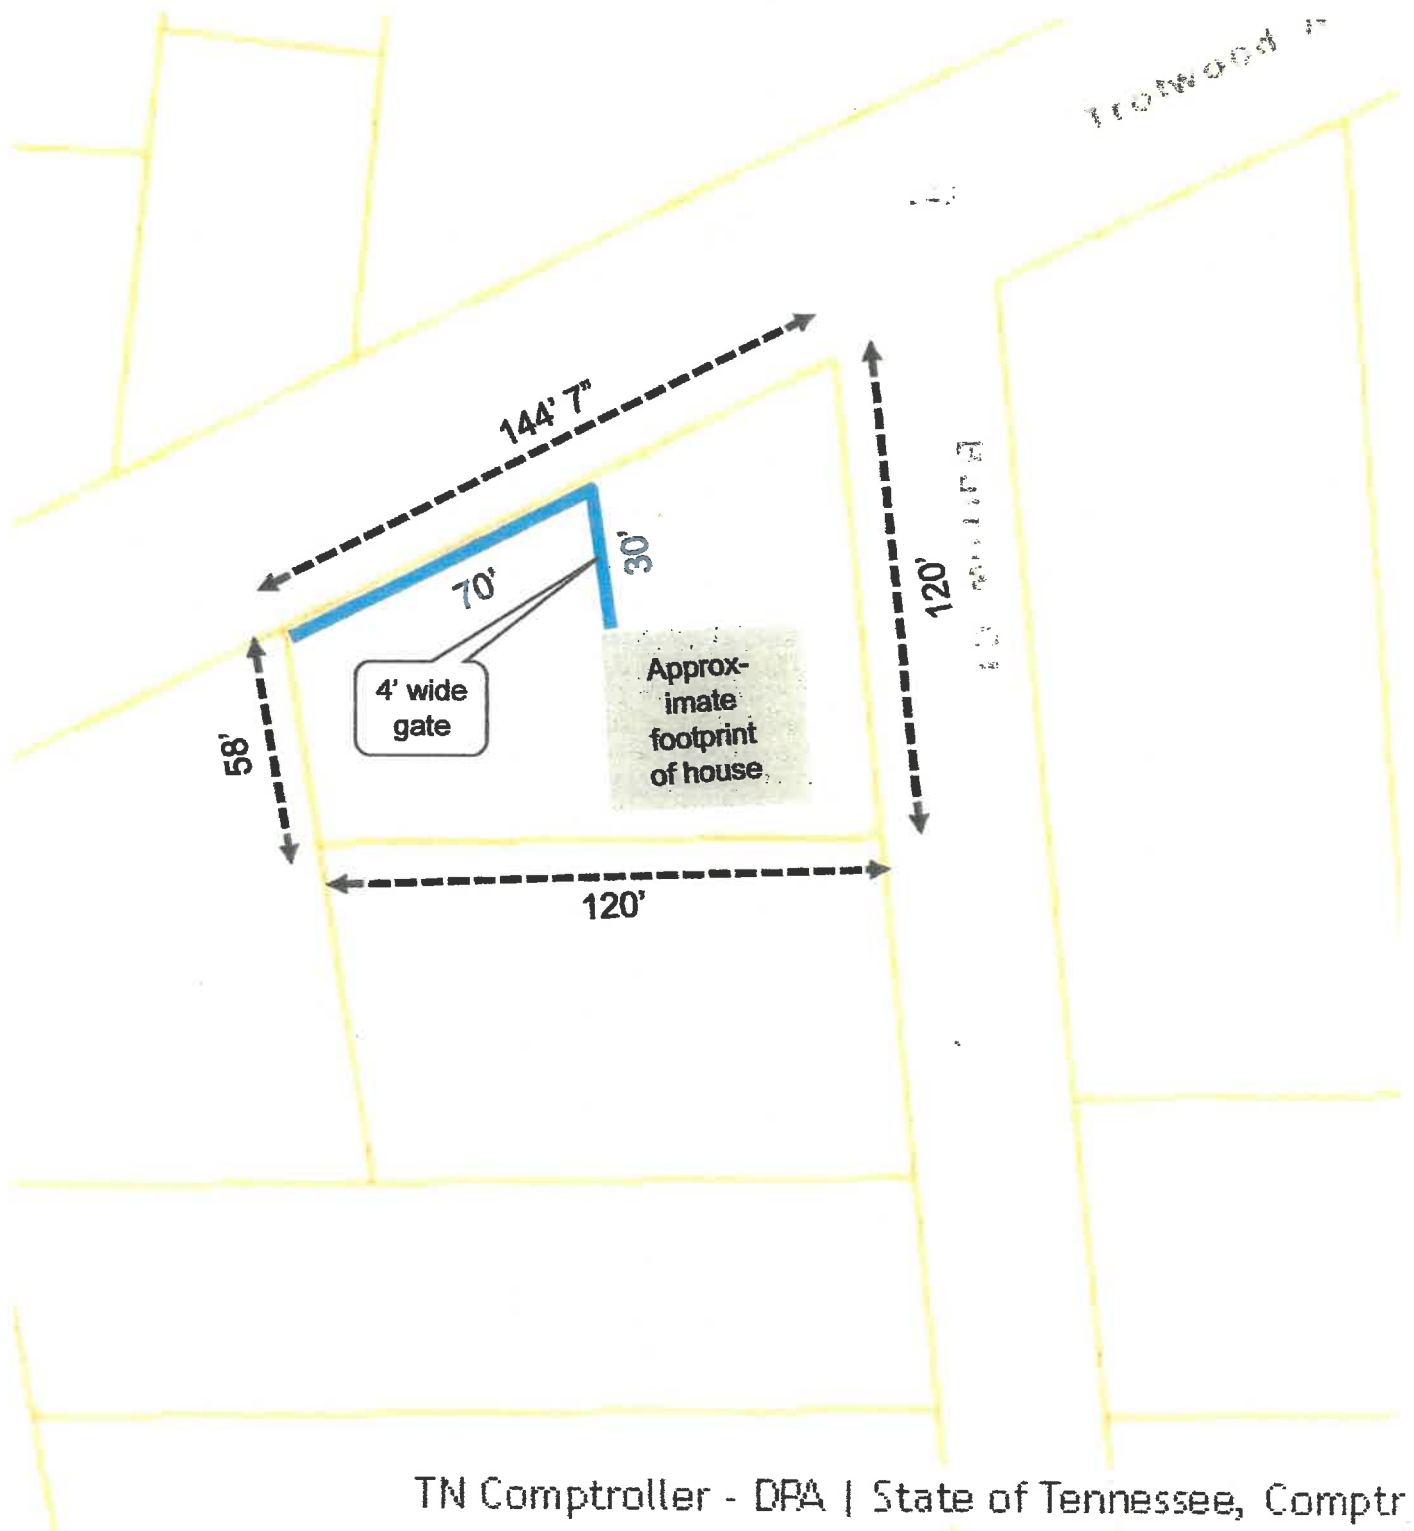 Trotwood
144' 7"
70'
30'
120'
4' wide
gate
58'
Approx-
imate
footprint
of house
120'
TN Comptroller - DPA | State of Tennessee, Comptr